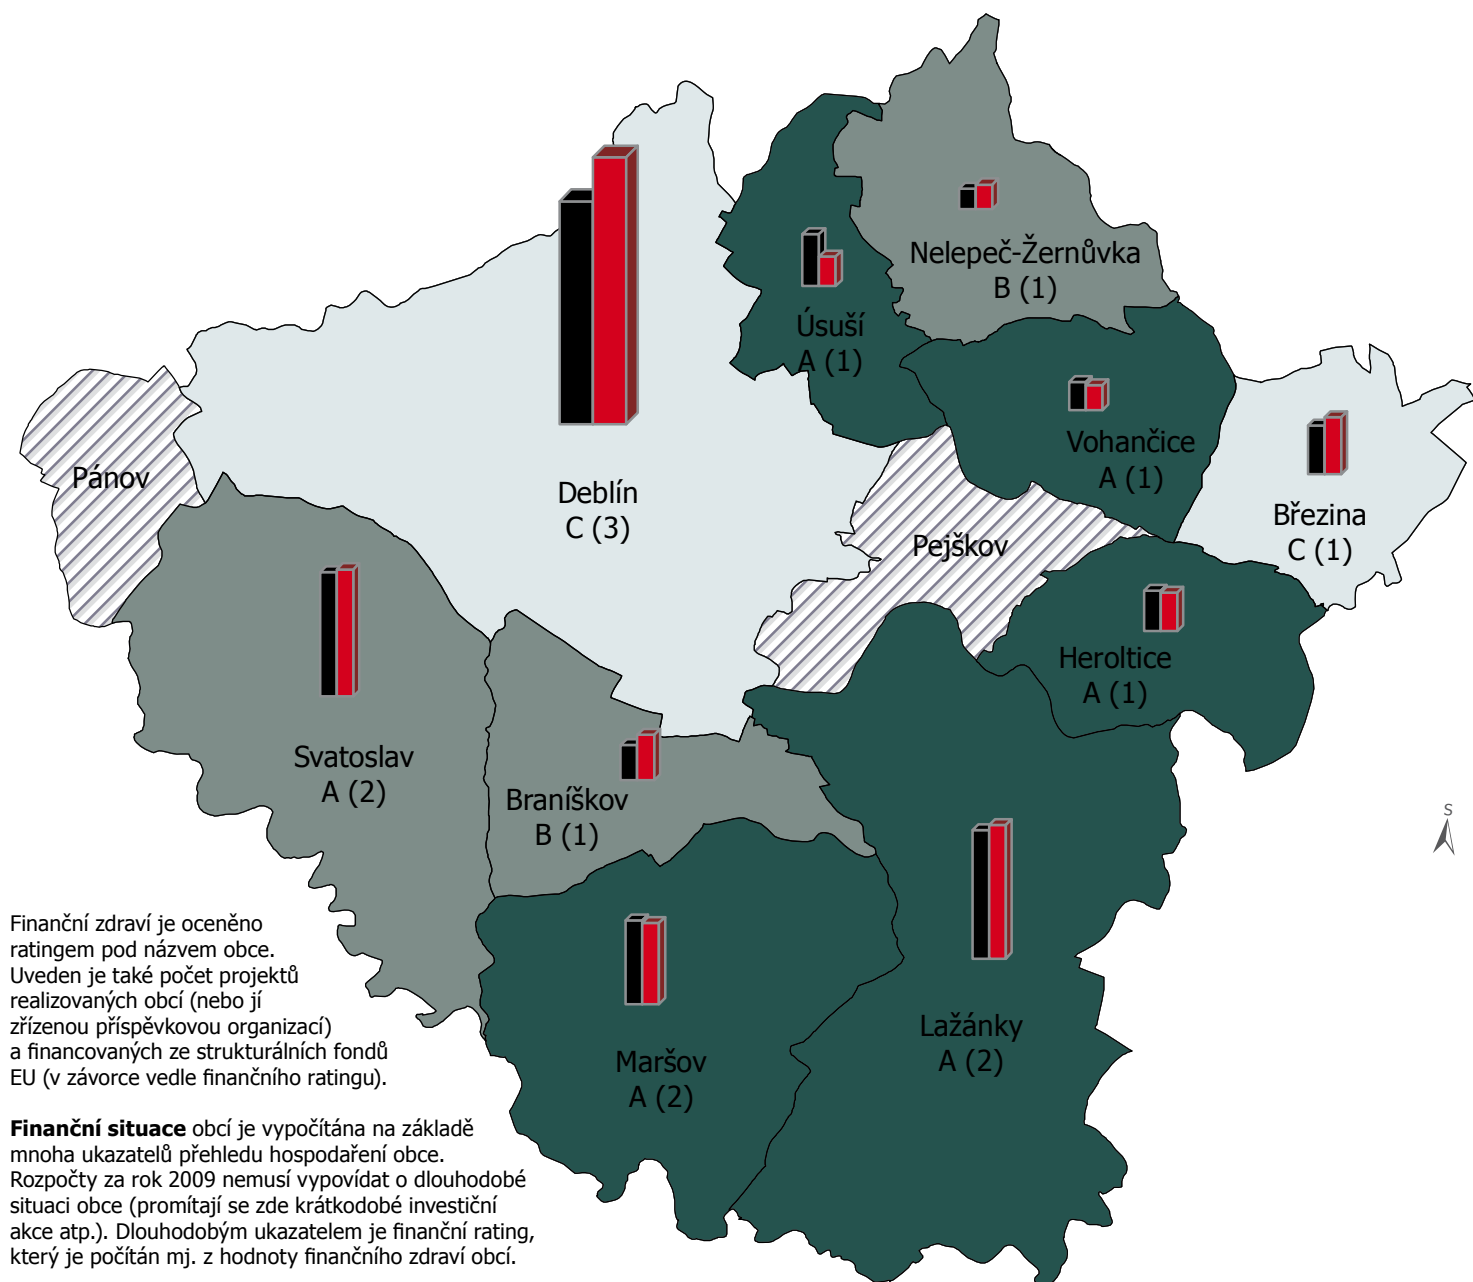 Nelepeč-Žernůvka
B (1)
Úsuší
A (1)
Vohančice
A (1)
Pánov
Deblín
C (3)
Březina
C (1)
Pejškov
Heroltice
A (1)
Svatoslav
A (2)
Braníškov
B (1)
S
Lažánky
A (2)
Maršov
A (2)
Finanční zdraví je oceněno
ratingem pod názvem obce.
Uveden je také počet projektů
realizovaných obcí (nebo jí
zřízenou příspěvkovou organizací)
a financovaných ze strukturálních fondů
EU (v závorce vedle finančního ratingu).
Finanční situace obcí je vypočítána na základě
mnoha ukazatelů přehledu hospodaření obce.
Rozpočty za rok 2009 nemusí vypovídat o dlouhodobé
situaci obce (promítají se zde krátkodobé investiční
akce atp.). Dlouhodobým ukazatelem je finanční rating,
který je počítán mj. z hodnoty finančního zdraví obcí.